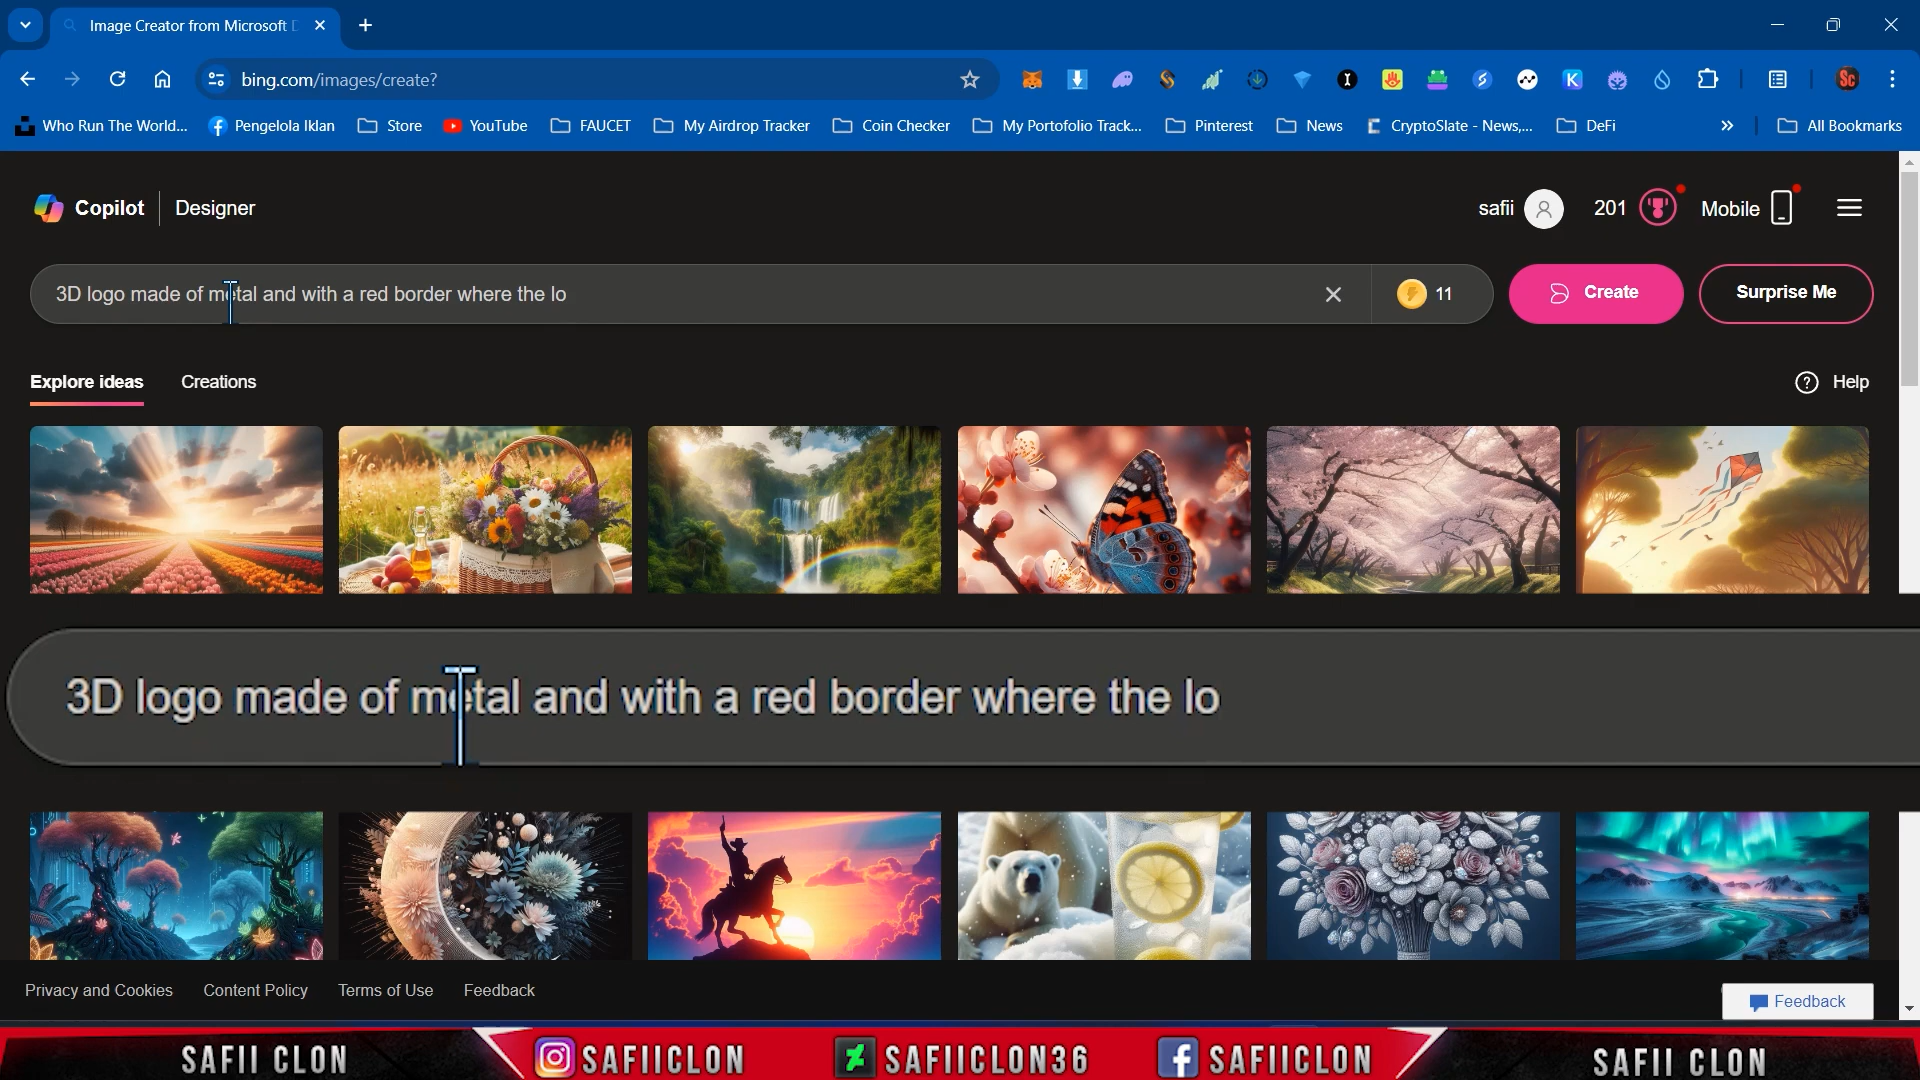 Image Creator from Microsoft
bing.com/images/create?
Who Run The World...
Pengelola Iklan
Store
YouTube
FAUCET
My Airdrop Tracker
Coin Checker
My Portofolio Track...
Pinterest
News
CryptoSlate - News,...
DeFi
All Bookmarks
Copilot
Designer
safii
201
Mobile
3D logo made of metal and with a red border where the lo
11
Create
Surprise Me
Explore ideas
Creations
Help
3D logo made of metal and with a red border where the lo
Privacy and Cookies
Content Policy
Terms of Use
Feedback
Feedback
SAFII CLON
SAFIICLON
SAFIICLON36
SAFIICLON
SAFII CLON